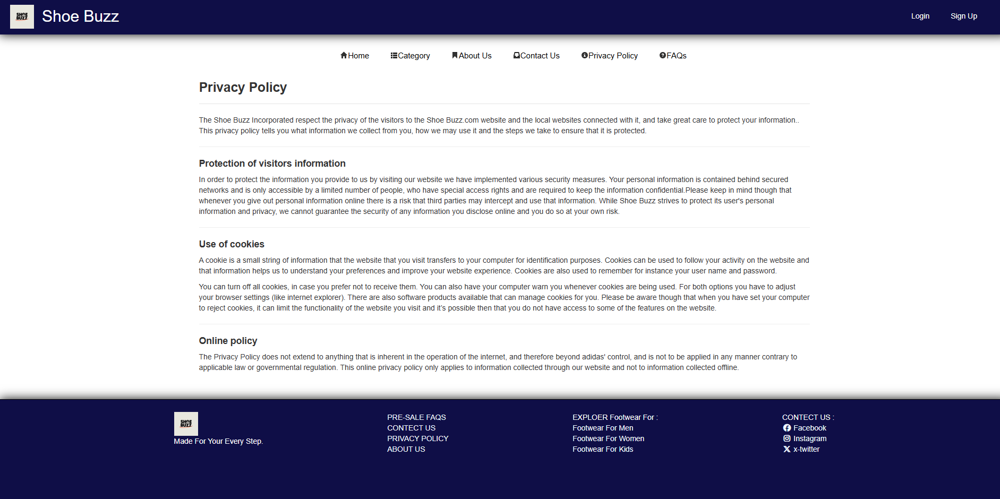 SHOE
BUZZ
Shoe Buzz
Login
Sign Up
Home
Category
About Us
Contact Us
Privacy Policy
FAQs
Privacy Policy
The Shoe Buzz Incorporated respect the privacy of the visitors to the Shoe Buzz.com website and the local websites connected with it, and take great care to protect your information..
This privacy policy tells you what information we collect from you, how we may use it and the steps we take to ensure that it is protected.
Protection of visitors information
In order to protect the information you provide to us by visiting our website we have implemented various security measures. Your personal information is contained behind secured
networks and is only accessible by a limited number of people, who have special access rights and are required to keep the information confidential.Please keep in mind though that
whenever you give out personal information online there is a risk that third parties may intercept and use that information. While Shoe Buzz strives to protect its user's personal
information and privacy, we cannot guarantee the security of any information you disclose online and you do so at your own risk.
Use of cookies
A cookie is a small string of information that the website that you visit transfers to your computer for identification purposes. Cookies can be used to follow your activity on the website and
that information helps us to understand your preferences and improve your website experience. Cookies are also used to remember for instance your user name and password.
You can turn off all cookies, in case you prefer not to receive them. You can also have your computer warn you whenever cookies are being used. For both options you have to adjust
your browser settings (like internet explorer). There are also software products available that can manage cookies for you. Please be aware though that when you have set your computer
to reject cookies, it can limit the functionality of the website you visit and it's possible then that you do not have access to some of the features on the website.
Online policy
The Privacy Policy does not extend to anything that is inherent in the operation of the internet, and therefore beyond adidas' control, and is not to be applied in any manner contrary to
applicable law or governmental regulation. This online privacy policy only applies to information collected through our website and not to information collected offline.
SHOE
BUZZ
Made For Your Every Step.
PRE-SALE FAQS
CONTECT US
PRIVACY POLICY
ABOUT US
EXPLOER Footwear For :
Footwear For Men
Footwear For Women
Footwear For Kids
CONTECT US :
Facebook
Instagram
x-twitter